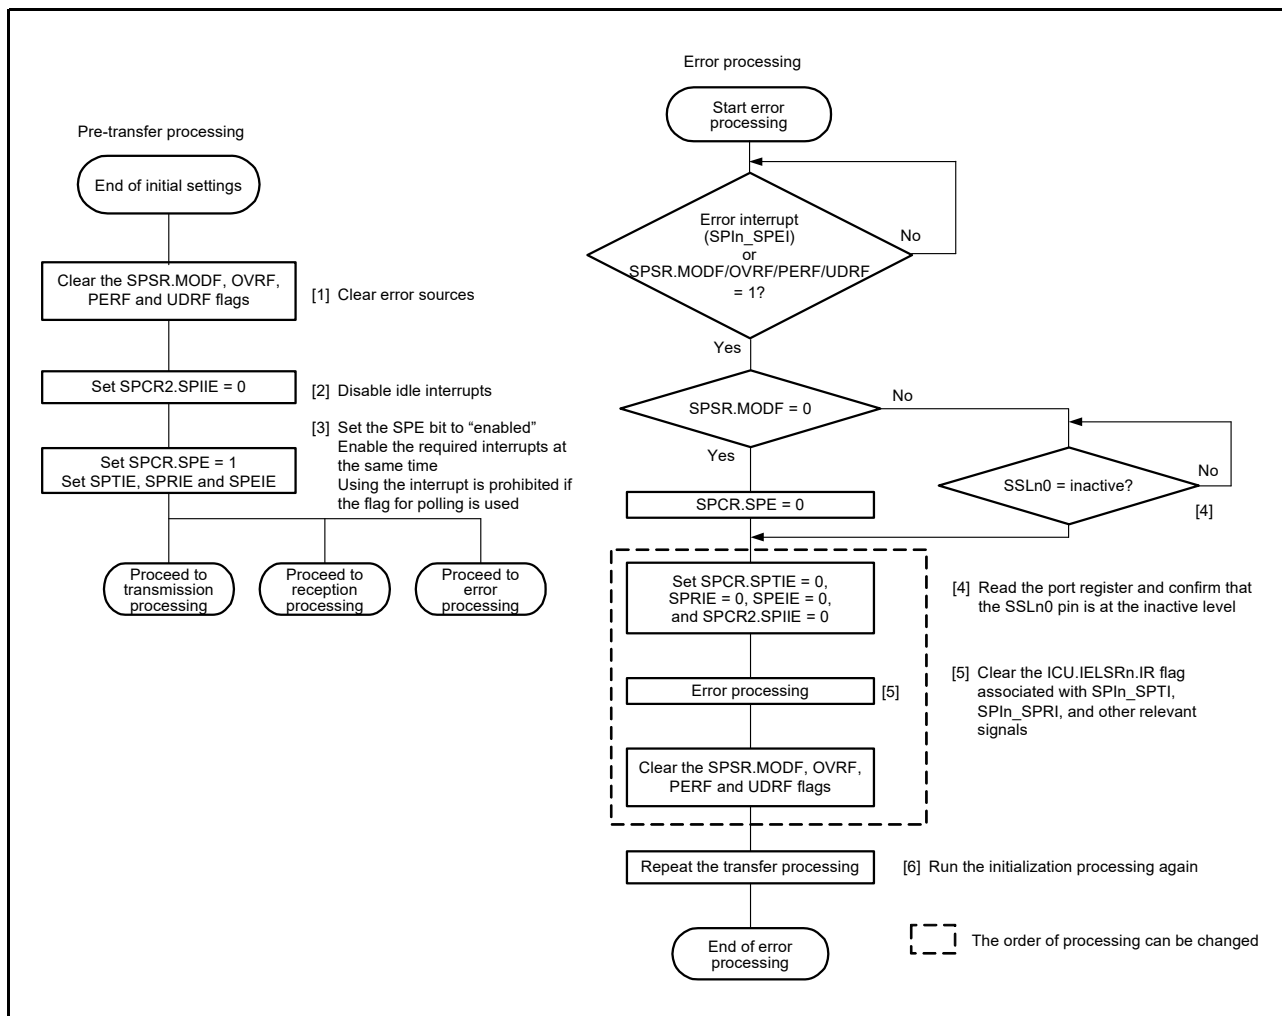 Pre-transfer processing
End of initial settings
Clear the SPSR.MODF, OVRF,
PERF and UDRF flags
[1] Clear error sources
Set SPCR2.SPIIE = 0
[2] Disable idle interrupts
Set SPCR.SPE = 1
Set SPTIE, SPRIE and SPEIE
[3] Set the SPE bit to “enabled”
Enable the required interrupts at
the same time
Using the interrupt is prohibited if
the flag for polling is used
Proceed to
transmission
processing
Proceed to
reception
processing
Proceed to
error
processing
Error processing
Start error
processing
Error interrupt
(SPIn_SPEI)
or
SPSR.MODF/OVRF/PERF/UDRF
= 1?
No
Yes
SPSR.MODF = 0
No
Yes
SSLn0 = inactive?
No
[4]
SPCR.SPE = 0
Set SPCR.SPTIE = 0,
SPRIE = 0, SPEIE = 0,
and SPCR2.SPIIE = 0
[4] Read the port register and confirm that
the SSLn0 pin is at the inactive level
Error processing
[5]
[5] Clear the ICU.IELSRn.IR flag
associated with SPIn_SPTI,
SPIn_SPRI, and other relevant
signals
Clear the SPSR.MODF, OVRF,
PERF and UDRF flags
Repeat the transfer processing
[6] Run the initialization processing again
End of error
processing
The order of processing can be changed